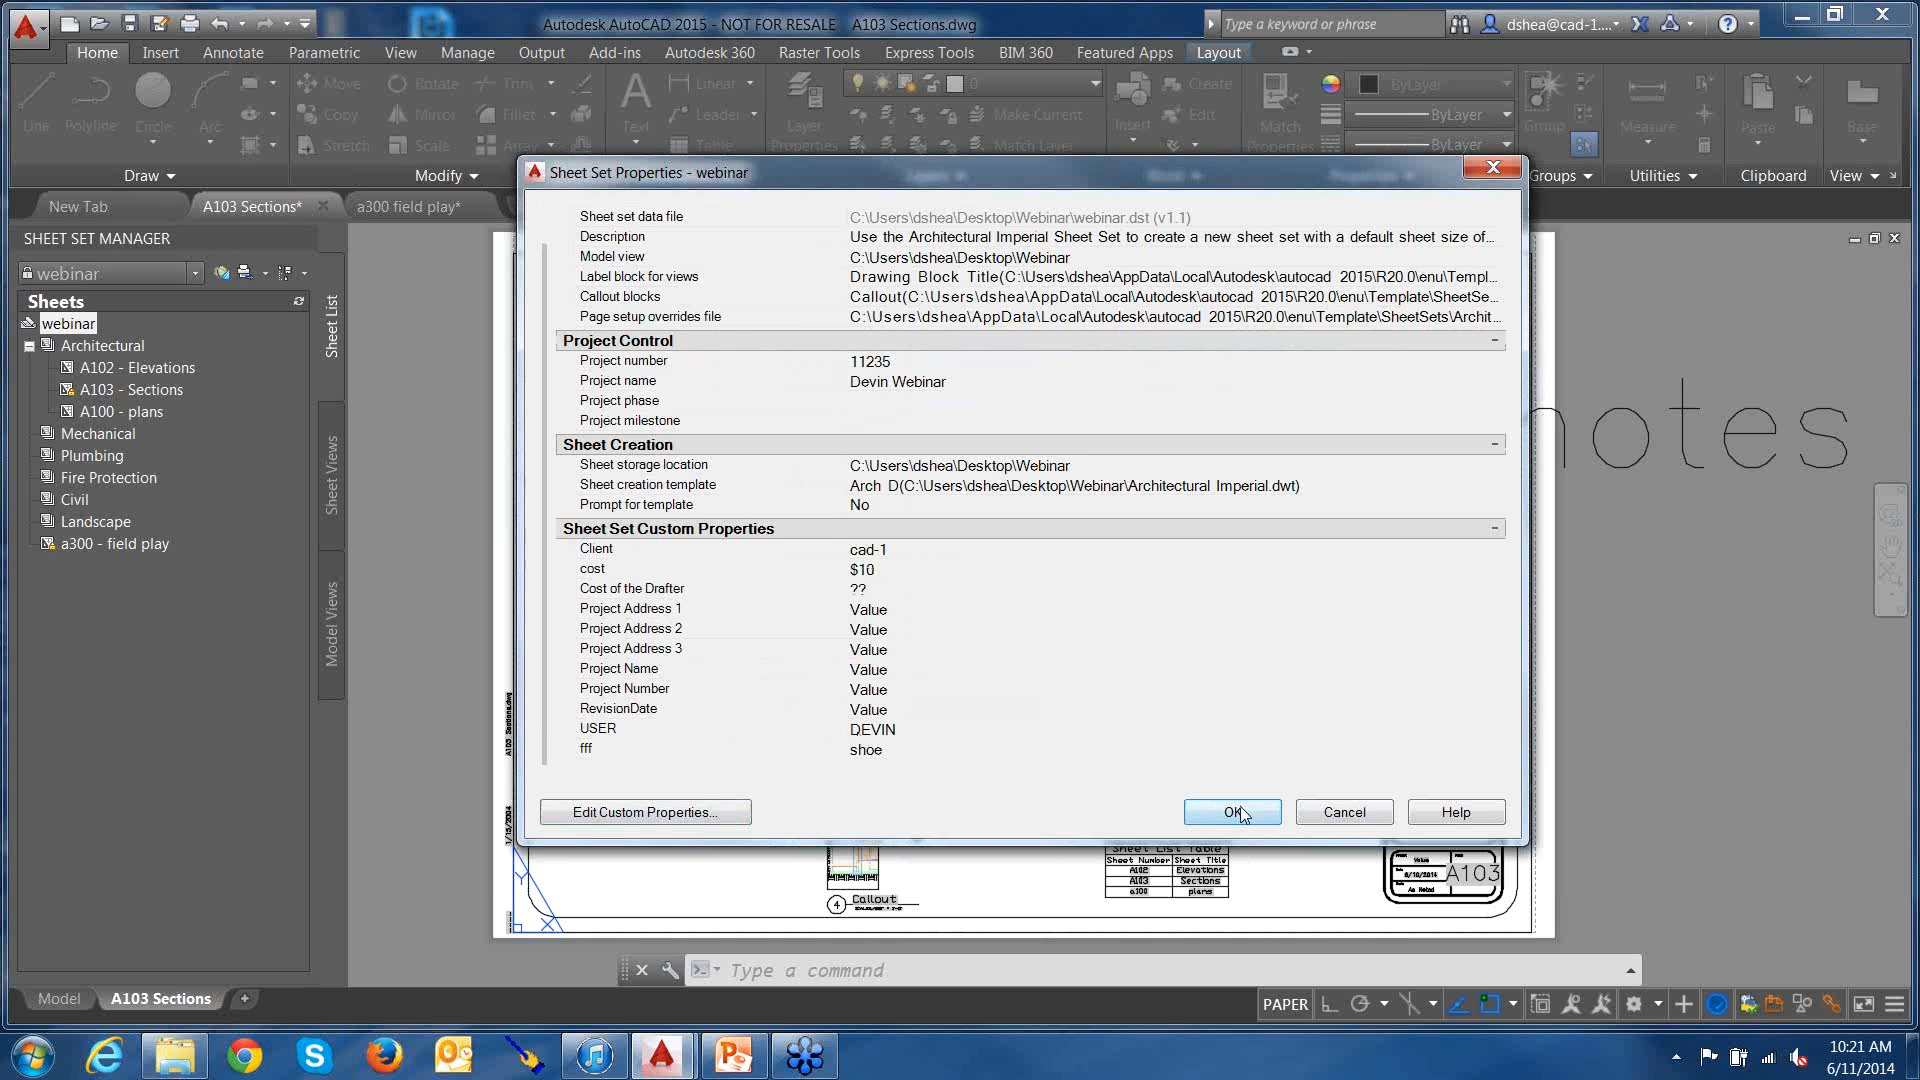 Autodesk AutoCAD 2015 - NOT FOR RESALE    A103 Sections.dwg
Type a keyword or phrase
dshea@cad-1....
Home Insert Annotate Parametric View Manage Output Add-ins Autodesk 360 Raster Tools Express Tools BIM 360 Featured Apps Layout
Move Rotate Trim Linear 0 Create ByLayer
Line Polyline Circle Arc Copy Mirror Fillet Text Leader Layer Make Current Insert Edit Match ByLayer Group Measure Paste Base
Stretch Scale Array Table Properties Match Layer Properties ByLayer
Draw Modify Groups Utilities Clipboard View
New Tab A103 Sections* a300 field play*
SHEET SET MANAGER
webinar
Sheets
webinar
Architectural
A102 - Elevations
A103 - Sections
A100 - plans
Mechanical
Plumbing
Fire Protection
Civil
Landscape
a300 - field play
Sheet List
Sheet Views
Model Views
Sheet Set Properties - webinar
Sheet set data file C:\Users\dshea\Desktop\Webinar\webinar.dst (v1.1)
Description Use the Architectural Imperial Sheet Set to create a new sheet set with a default sheet size of...
Model view C:\Users\dshea\Desktop\Webinar
Label block for views Drawing Block Title(C:\Users\dshea\AppData\Local\Autodesk\autocad 2015\R20.0\enu\Templ...
Callout blocks Callout(C:\Users\dshea\AppData\Local\Autodesk\autocad 2015\R20.0\enu\Template\SheetSe...
Page setup overrides file C:\Users\dshea\AppData\Local\Autodesk\autocad 2015\R20.0\enu\Template\SheetSets\Archit...
Project Control
Project number 11235
Project name Devin Webinar
Project phase
Project milestone
Sheet Creation
Sheet storage location C:\Users\dshea\Desktop\Webinar
Sheet creation template Arch D(C:\Users\dshea\Desktop\Webinar\Architectural Imperial.dwt)
Prompt for template No
Sheet Set Custom Properties
Client cad-1
cost $10
Cost of the Drafter ??
Project Address 1 Value
Project Address 2 Value
Project Address 3 Value
Project Name Value
Project Number Value
RevisionDate Value
USER DEVIN
fff shoe
Edit Custom Properties... OK Cancel Help
notes
A103 Sections.dwg
Callout
4
Sheet List Table
Sheet Number Sheet Title
A102 Elevations
A103 Sections
a100 plans
Value
6/10/2014
As Noted
A103
Y
X
Type a command
Model A103 Sections
PAPER
10:21 AM
6/11/2014